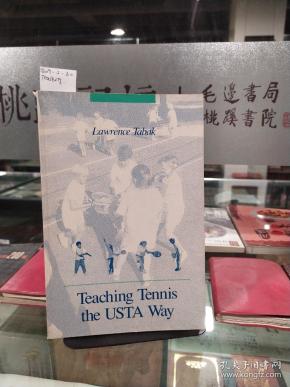 毛邊書局
桃蹊書院
Lawrence Tabak
Teaching Tennis
the USTA Way
孔夫子旧书网